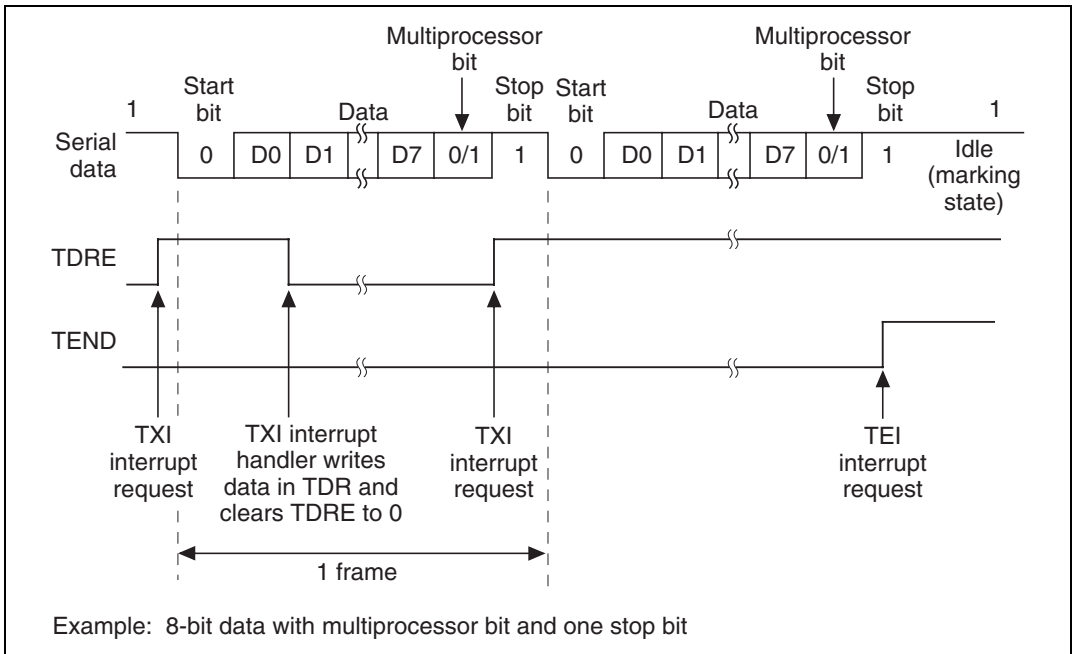 Multiprocessor
bit
Multiprocessor
bit
Start
bit
Stop
bit
Start
bit
Stop
bit
1
Data
Data
1
Serial
data
0 D0 D1 D7 0/1 1 0 D0 D1 D7 0/1 1
Idle
(marking
state)
TDRE
TEND
TXI
interrupt
request
TXI interrupt
handler writes
data in TDR and
clears TDRE to 0
TXI
interrupt
request
TEI
interrupt
request
1 frame
Example: 8-bit data with multiprocessor bit and one stop bit